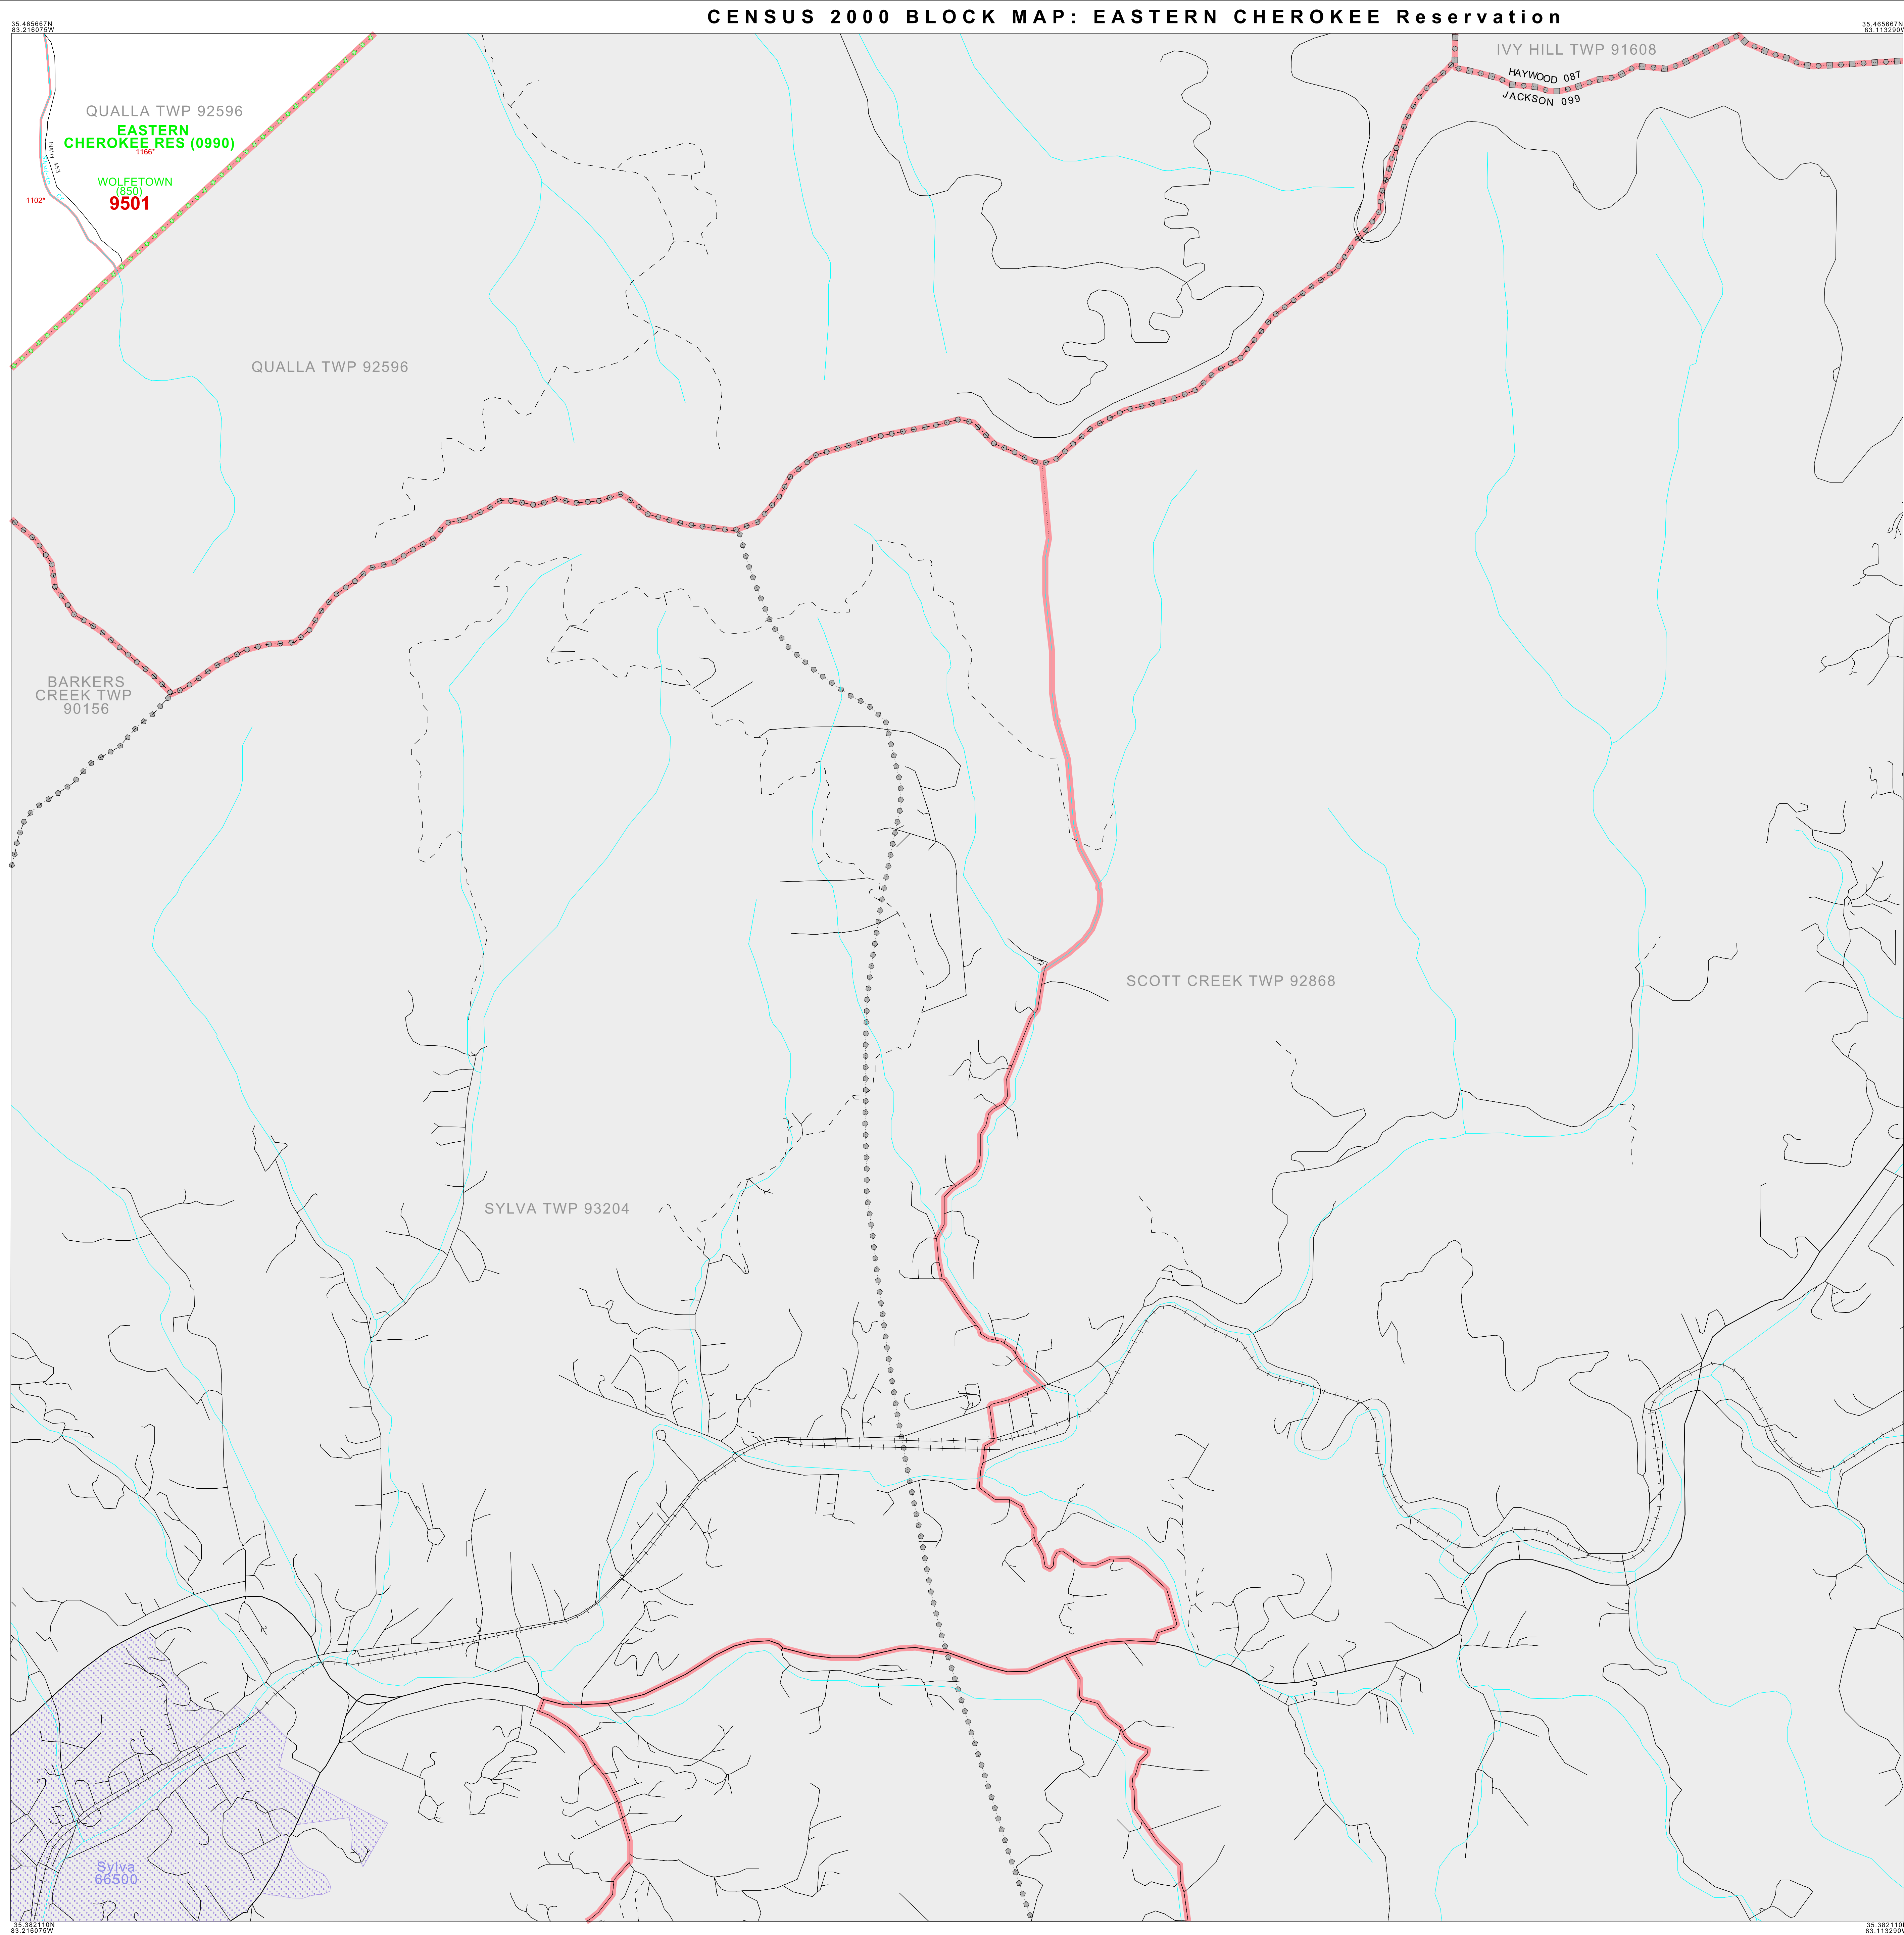 CENSUS 2000 BLOCK MAP: EASTERN CHEROKEE Reservation
35.465667N
83.216075W
35.465667N
83.113290W
IVY HILL TWP 91608
HAYWOOD 087
JACKSON 099
QUALLA TWP 92596
EASTERN
CHEROKEE RES (0990)
1166*
WOLFETOWN
(850)
9501
1102*
QUALLA TWP 92596
BARKERS
CREEK TWP
90156
SCOTT CREEK TWP 92868
SYLVA TWP 93204
Sylva
66500
35.382110N
83.216075W
35.382110N
83.113290W